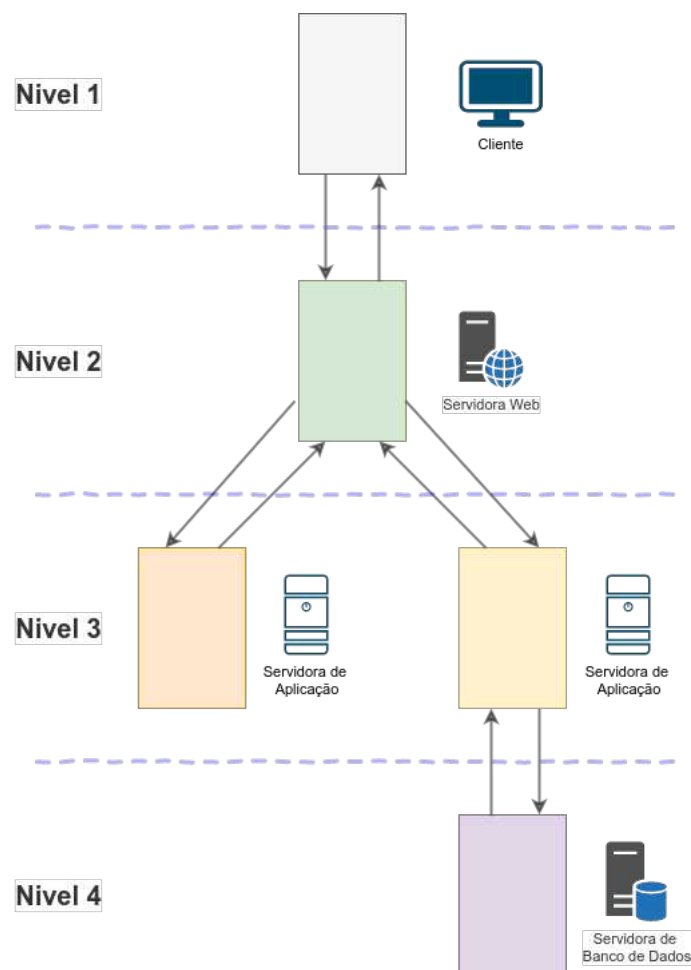 Nivel 1
Cliente
Nivel 2
Servidora Web
Nivel 3
Servidora de
Aplicação
Servidora de
Aplicação
Nivel 4
Servidora de
Banco de Dados